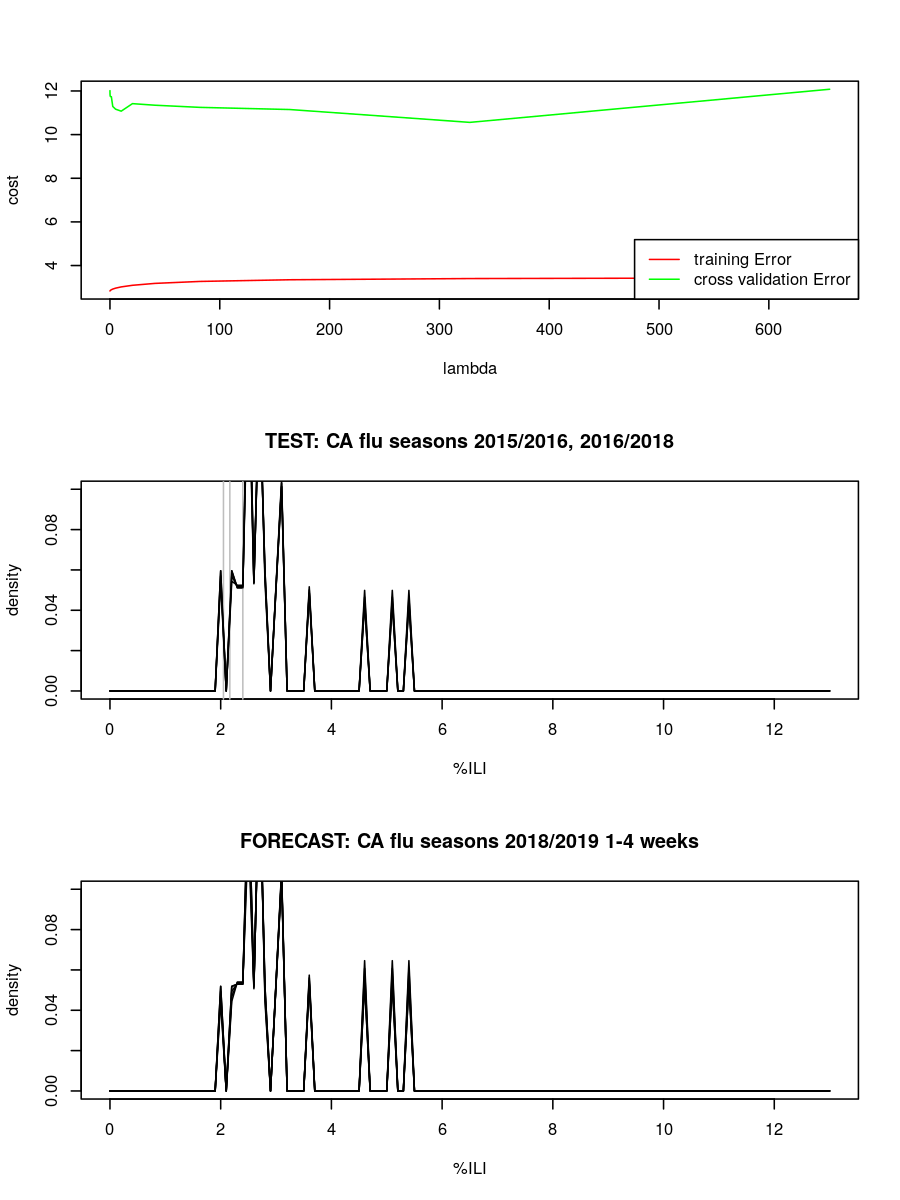 12
10
8
6
4
cost
training Error
cross validation Error
0 100 200 300 400 500 600
lambda
TEST: CA flu seasons 2015/2016, 2016/2018
0.08
0.04
0.00
density
0 2 4 6 8 10 12
%ILI
FORECAST: CA flu seasons 2018/2019 1-4 weeks
0.08
0.04
0.00
density
0 2 4 6 8 10 12
%ILI